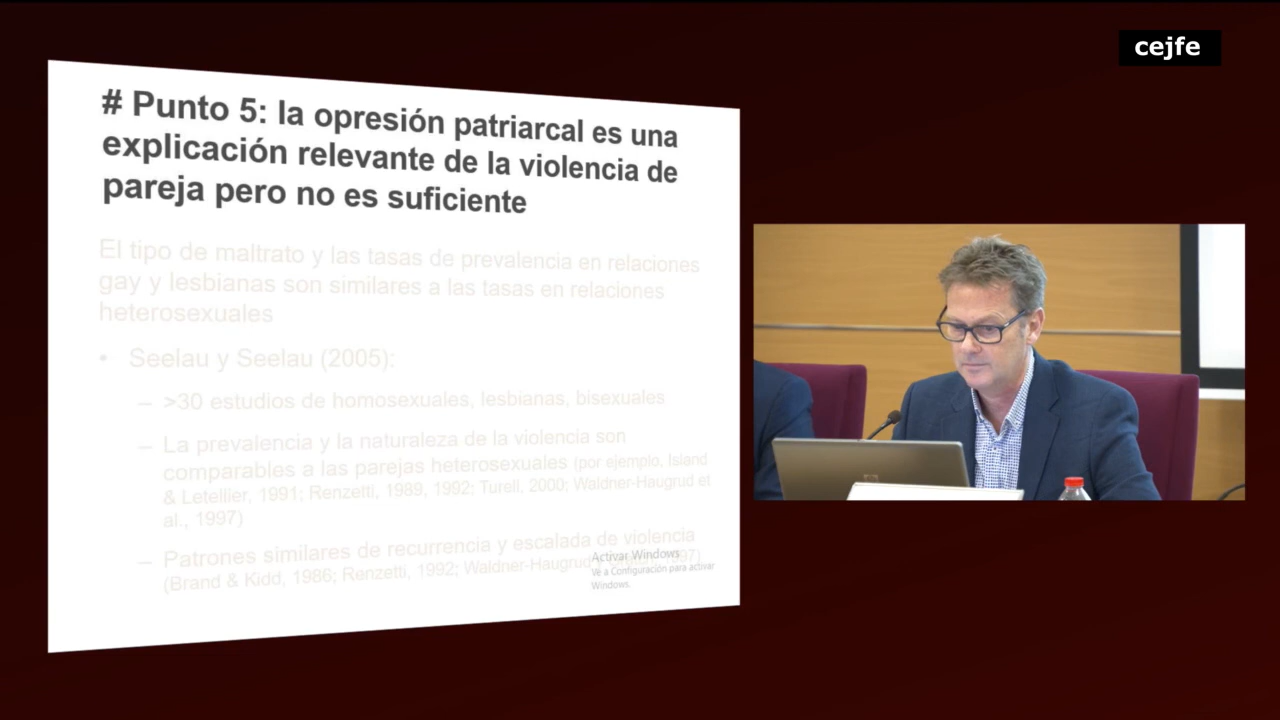 cejfe
# Punto 5: la opresión patriarcal es una
explicación relevante de la violencia de
pareja pero no es suficiente
El tipo de maltrato y las tasas de prevalencia en relaciones
gay y lesbianas son similares a las tasas en relaciones
heterosexuales
• Seelau y Seelau (2005):
– >30 estudios de homosexuales, lesbianas, bisexuales
– La prevalencia y la naturaleza de la violencia son
comparables a las parejas heterosexuales (por ejemplo, Island
& Letellier, 1991; Renzetti, 1989, 1992; Turell, 2000; Waldner-Haugrud et
al., 1997)
– Patrones similares de recurrencia y escalada de violencia
(Brand & Kidd, 1986; Renzetti, 1992; Waldner-Haugrud
Activar Windows
Ve a Configuración para activar
Windows.